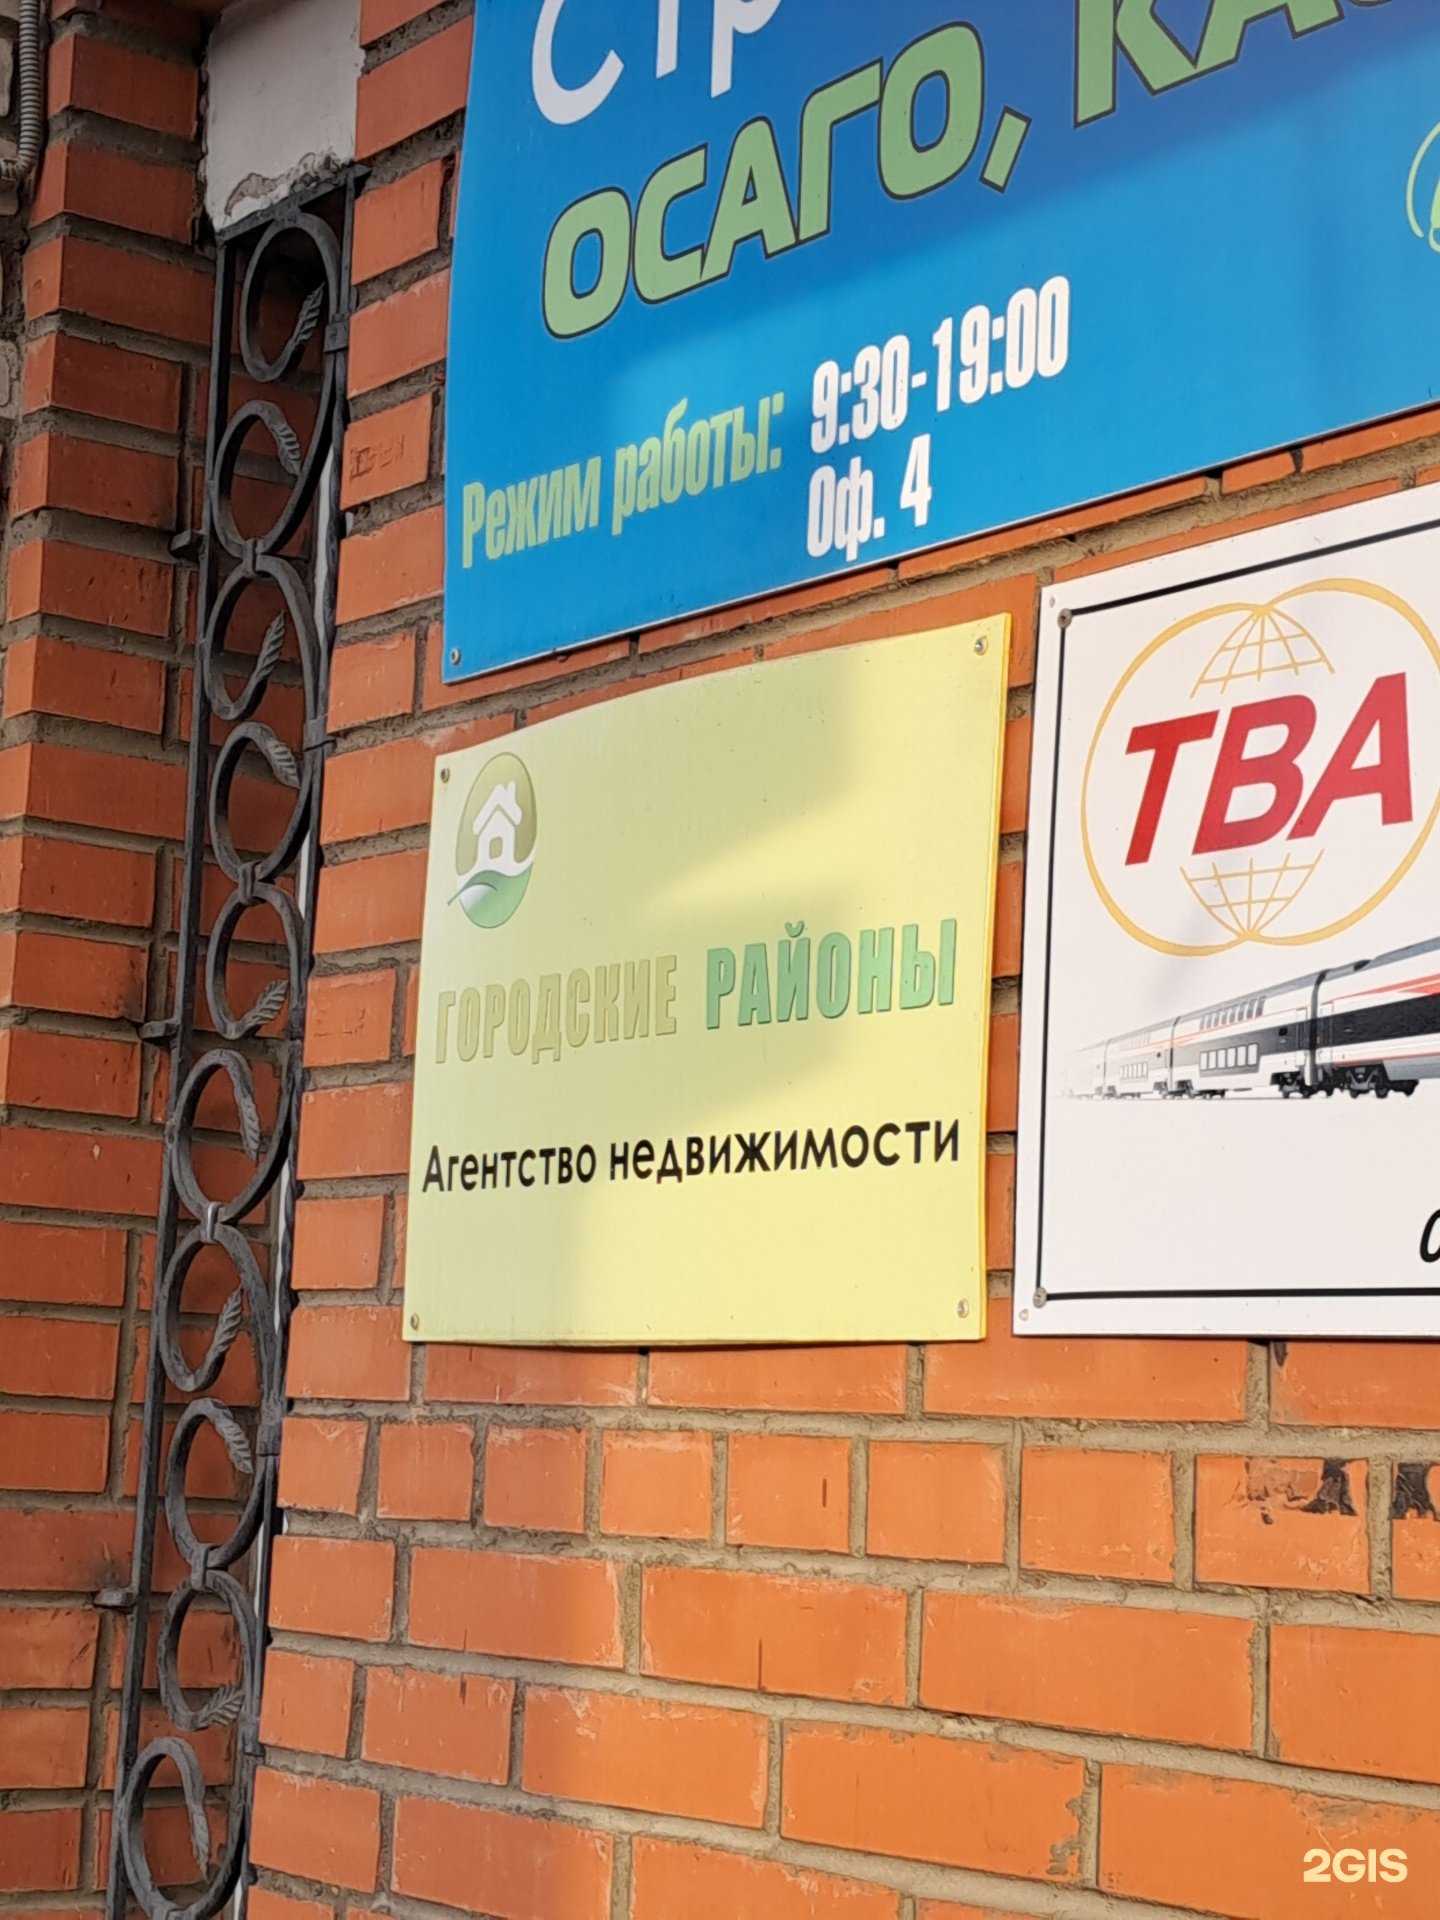 ОСАГО,
Режим работы: 9:30-19:00
Оф. 4
ГОРОДСКИЕ РАЙОНЫ
Агентство недвижимости
ТВА
2GIS